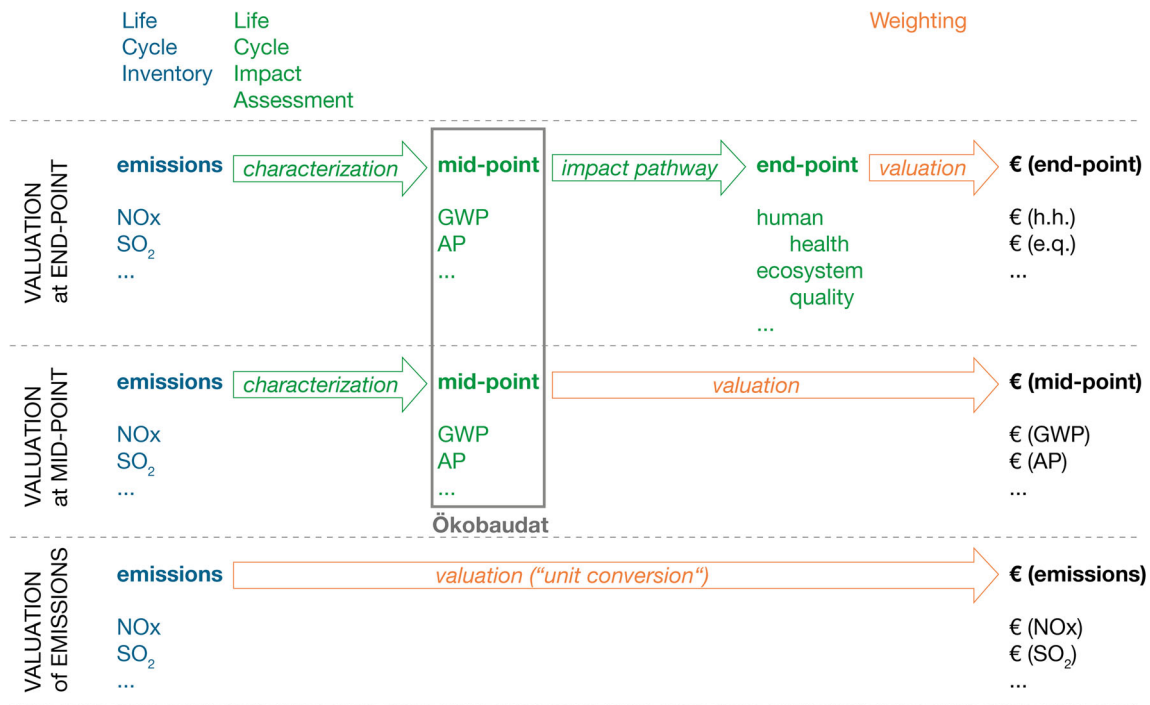 Life
Cycle
Inventory
Life
Cycle
Impact
Assessment
Weighting
VALUATION
at END-POINT
emissions
characterization
mid-point
impact pathway
end-point
valuation
€ (end-point)
NOx
SO₂
...
GWP
AP
...
human
health
ecosystem
quality
...
€ (h.h.)
€ (e.q.)
...
VALUATION
at MID-POINT
emissions
characterization
mid-point
valuation
€ (mid-point)
NOx
SO₂
...
GWP
AP
...
€ (GWP)
€ (AP)
...
Ökobaudat
VALUATION
of EMISSIONS
emissions
valuation (“unit conversion“)
€ (emissions)
NOx
SO₂
...
€ (NOx)
€ (SO₂)
...